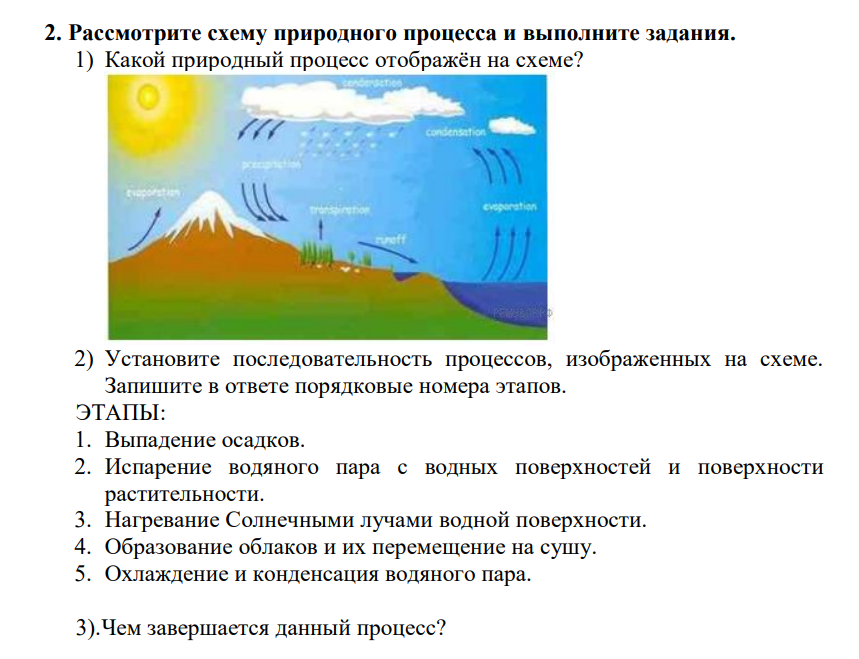 2. Рассмотрите схему природного процесса и выполните задания.
1) Какой природный процесс отображён на схеме?
condensation
condensation
precipitation
evaporation
transpiration
evaporation
runoff
2) Установите последовательность процессов, изображенных на схеме.
Запишите в ответе порядковые номера этапов.
ЭТАПЫ:
1. Выпадение осадков.
2. Испарение водяного пара с водных поверхностей и поверхности
растительности.
3. Нагревание Солнечными лучами водной поверхности.
4. Образование облаков и их перемещение на сушу.
5. Охлаждение и конденсация водяного пара.
3).Чем завершается данный процесс?